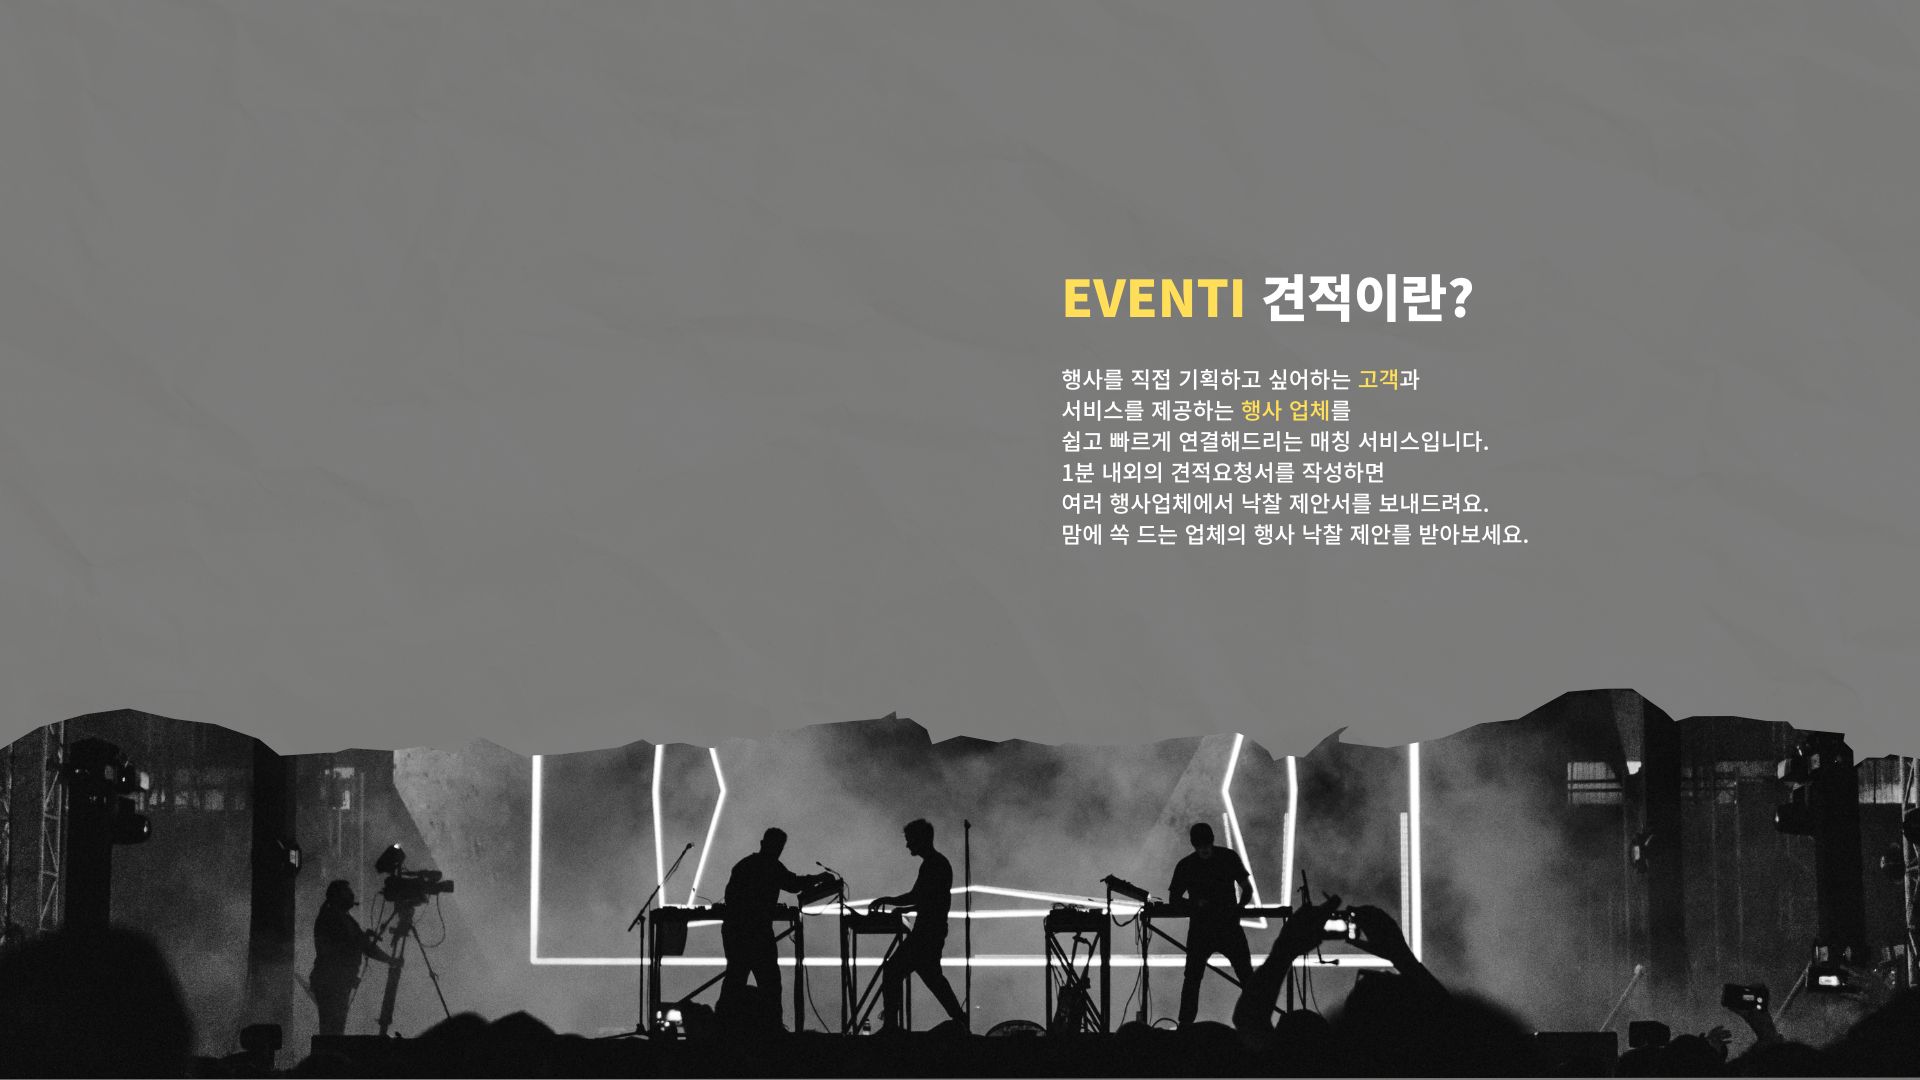 EVENTI 견적이란?
행사를 직접 기획하고 싶어하는 고객과
서비스를 제공하는 행사 업체를
쉽고 빠르게 연결해드리는 매칭 서비스입니다.
1분 내외의 견적요청서를 작성하면
여러 행사업체에서 낙찰 제안서를 보내드려요.
맘에 쏙 드는 업체의 행사 낙찰 제안를 받아보세요.